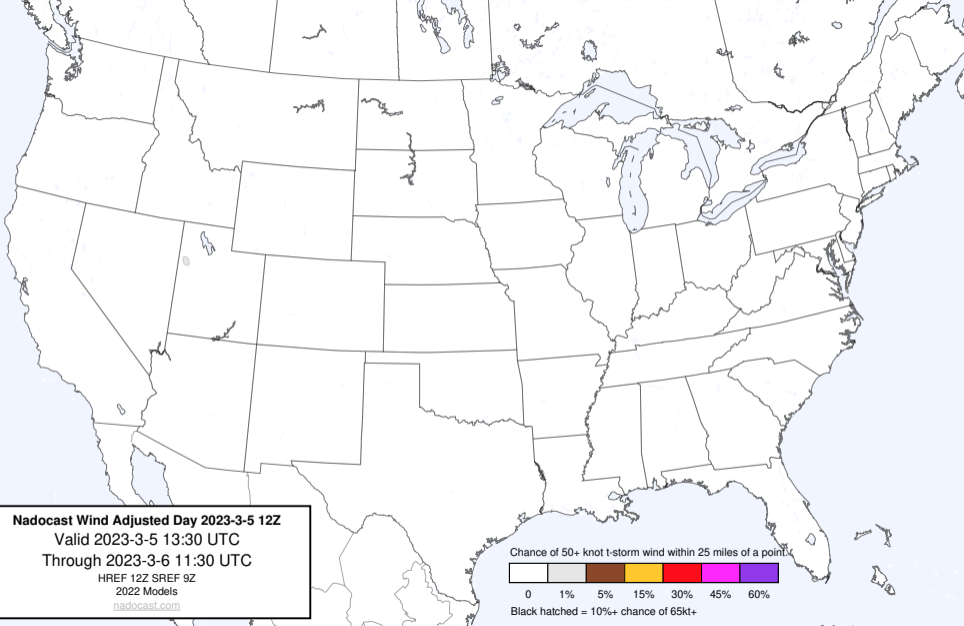 Nadocast Wind Adjusted Day 2023-3-5 12Z
Valid 2023-3-5 13:30 UTC
Through 2023-3-6 11:30 UTC
HREF 12Z SREF 9Z
2022 Models
nadocast.com
Chance of 50+ knot t-storm wind within 25 miles of a point.
0 1% 5% 15% 30% 45% 60%
Black hatched = 10%+ chance of 65kt+